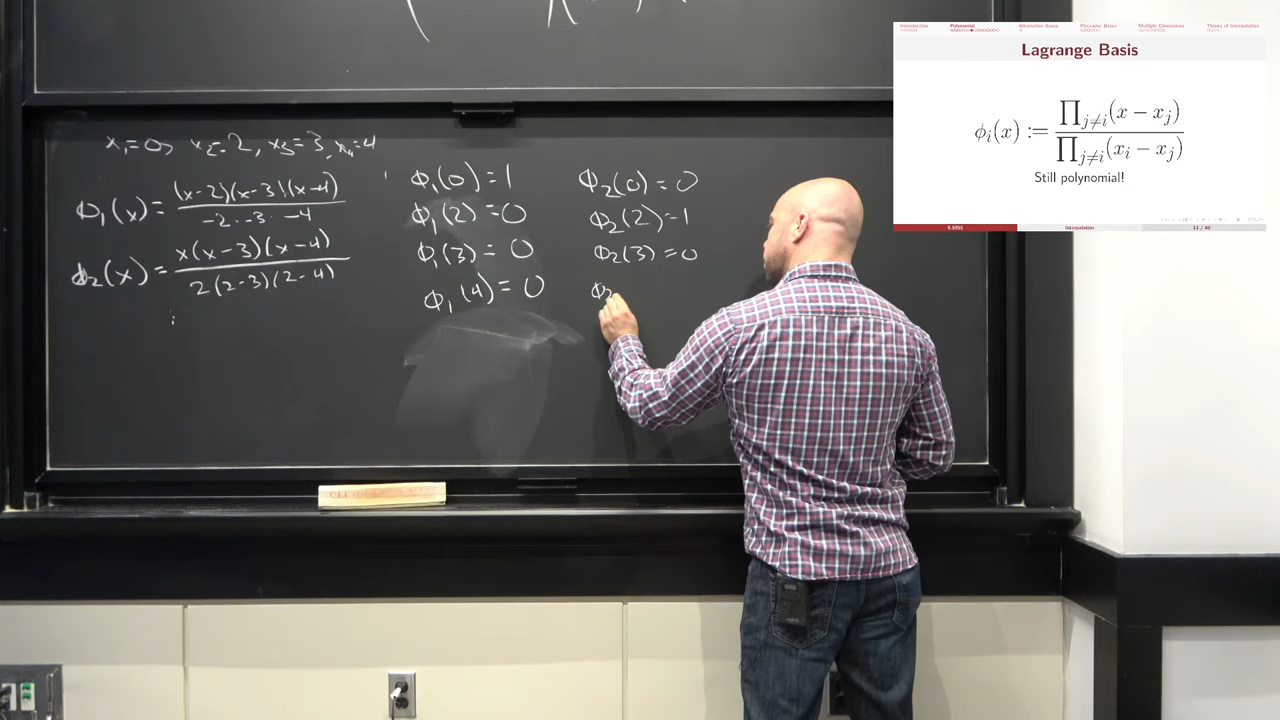 x₁=0, x₂=2, x₃=3, x₄=4
ϕ₁(x)= (x-2)(x-3)(x-4) / -2·-3·-4
ϕ₂(x)= x(x-3)(x-4) / 2(2-3)(2-4)
⋮
ϕ₁(0)=1
ϕ₁(2)=0
ϕ₁(3)=0
ϕ₁(4)=0
ϕ₂(0)=0
ϕ₂(2)=1
ϕ₂(3)=0
ϕ₂
Introduction Polynomial Alternative Bases Piecewise Basis Multiple Dimensions Theory of Interpolation
Lagrange Basis
ϕᵢ(x) := ∏_{j≠i}(x − xⱼ) / ∏_{j≠i}(xᵢ − xⱼ)
Still polynomial!
Interpolation